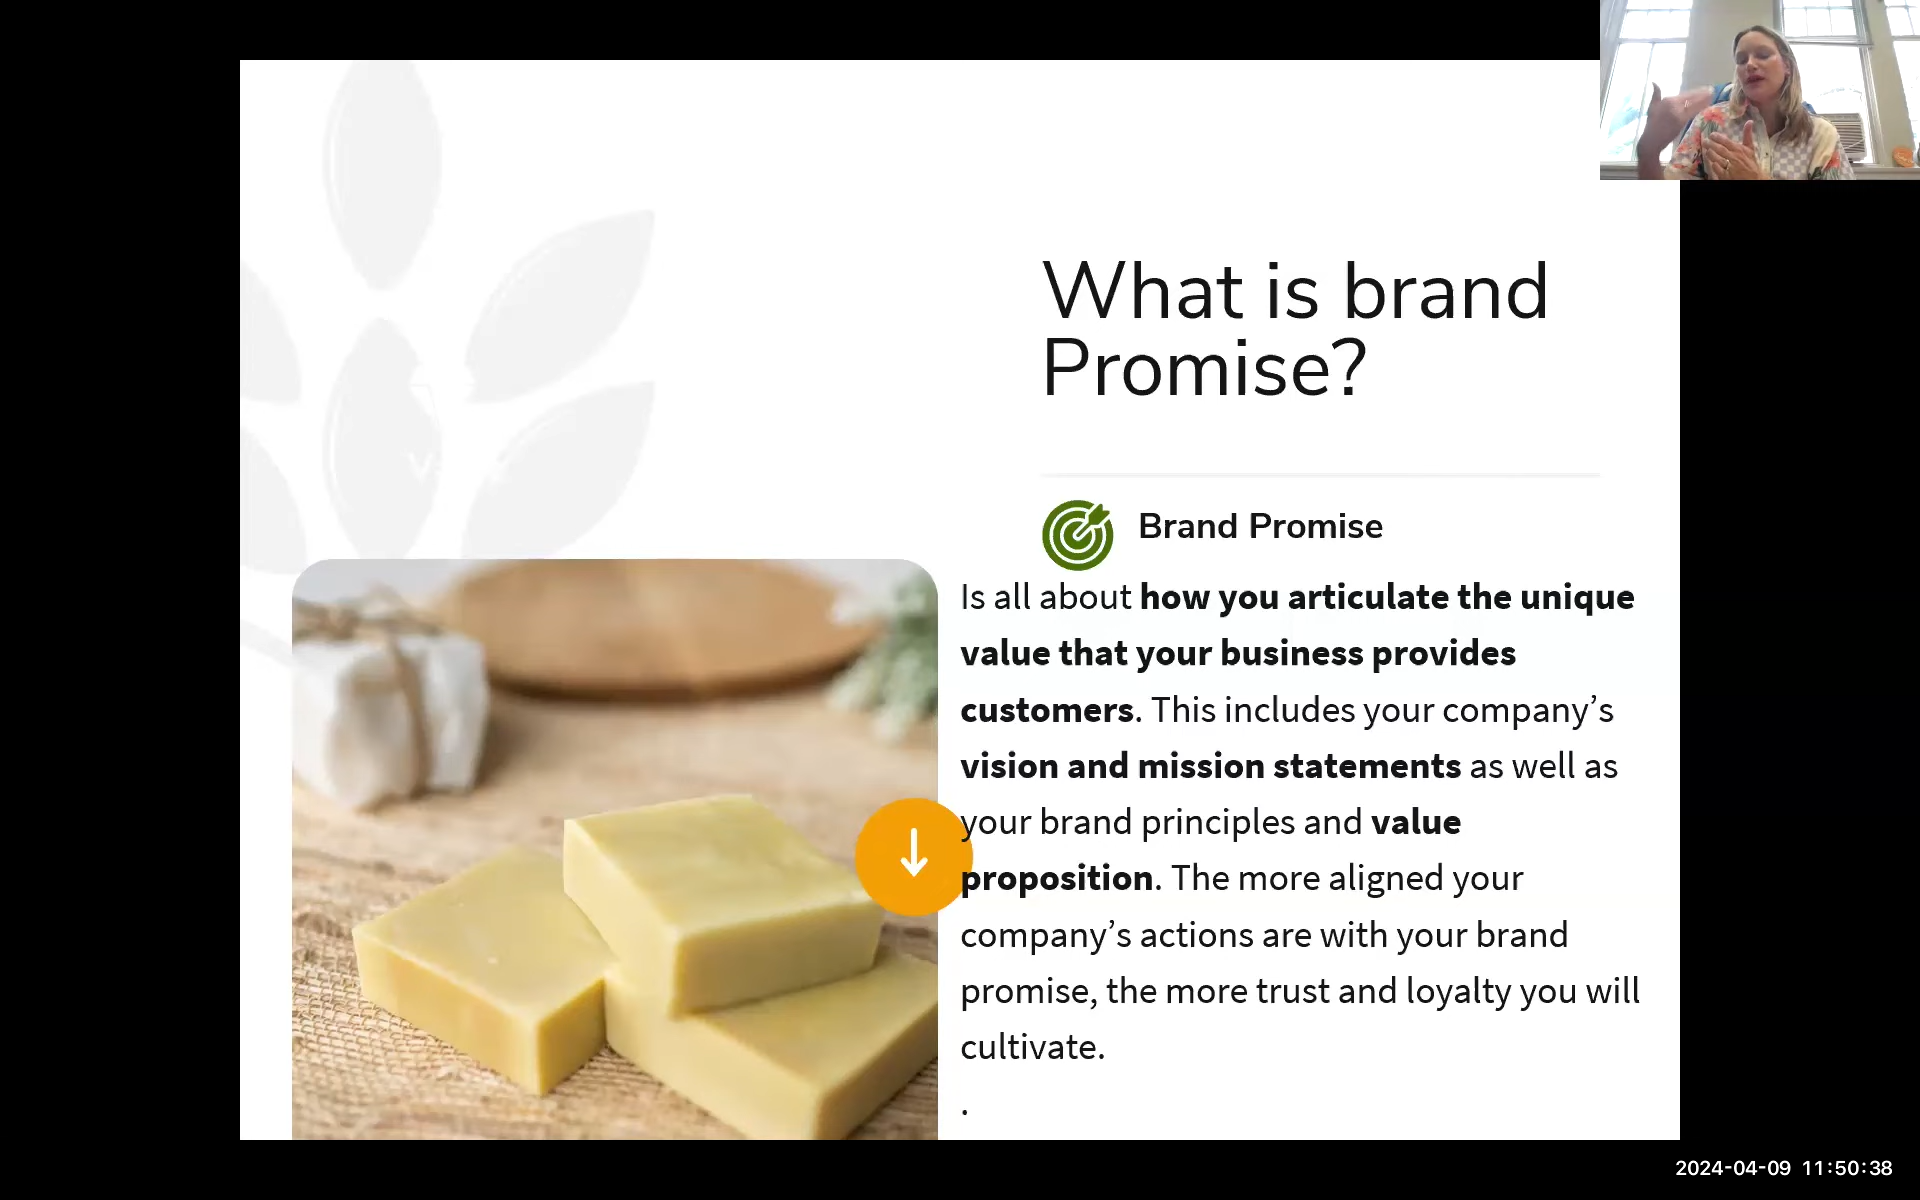 What is brand
Promise?
Brand Promise
Is all about how you articulate the unique
value that your business provides
customers. This includes your company’s
vision and mission statements as well as
your brand principles and value
proposition. The more aligned your
company’s actions are with your brand
promise, the more trust and loyalty you will
cultivate.
.
2024-04-09 11:50:38